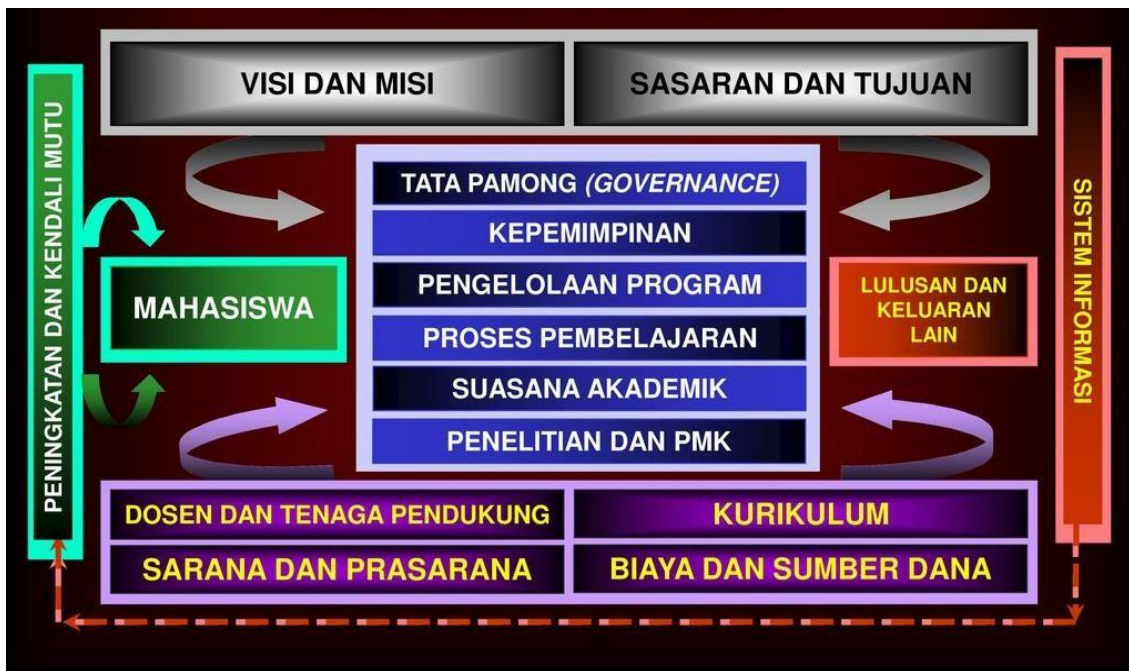 VISI DAN MISI
SASARAN DAN TUJUAN
PENINGKATAN DAN KENDALI MUTU
TATA PAMONG (GOVERNANCE)
KEPEMIMPINAN
PENGELOLAAN PROGRAM
PROSES PEMBELAJARAN
SUASANA AKADEMIK
PENELITIAN DAN PMK
MAHASISWA
LULUSAN DAN
KELUARAN
LAIN
SISTEM INFORMASI
DOSEN DAN TENAGA PENDUKUNG
KURIKULUM
SARANA DAN PRASARANA
BIAYA DAN SUMBER DANA